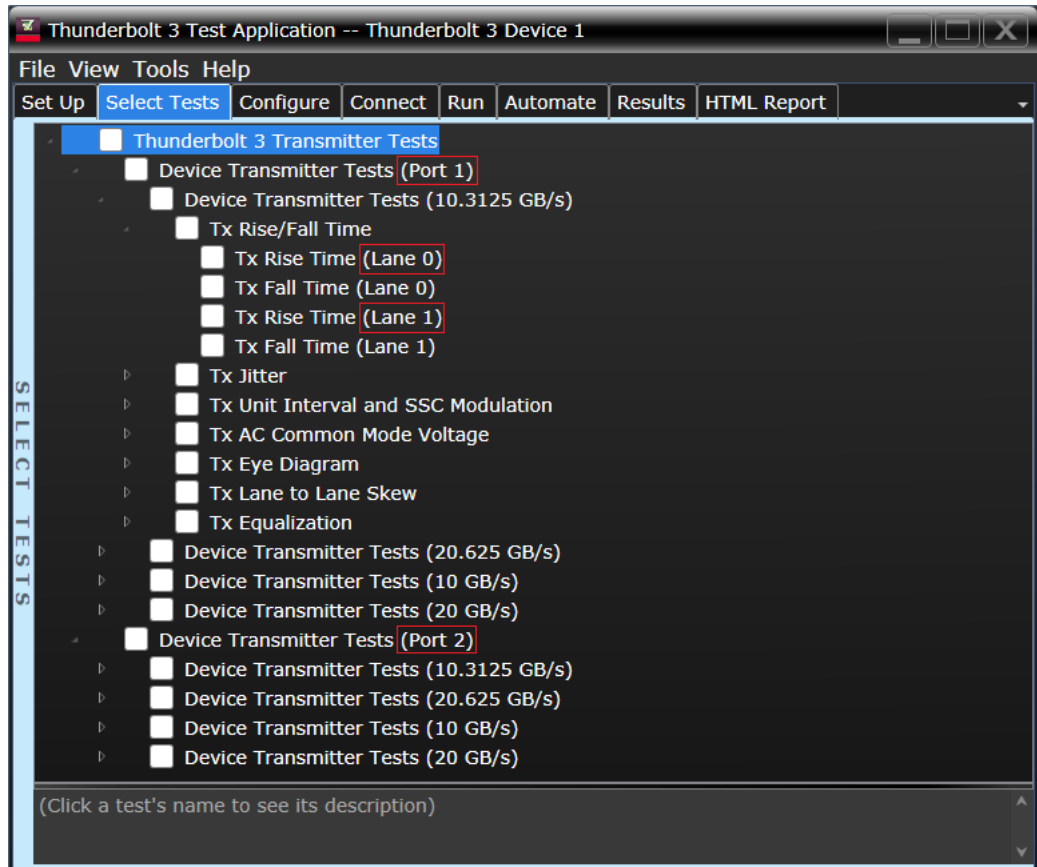 Thunderbolt 3 Test Application -- Thunderbolt 3 Device 1
File View Tools Help
Set Up Select Tests Configure Connect Run Automate Results HTML Report
Thunderbolt 3 Transmitter Tests
Device Transmitter Tests (Port 1)
Device Transmitter Tests (10.3125 GB/s)
Tx Rise/Fall Time
Tx Rise Time (Lane 0)
Tx Fall Time (Lane 0)
Tx Rise Time (Lane 1)
Tx Fall Time (Lane 1)
Tx Jitter
Tx Unit Interval and SSC Modulation
Tx AC Common Mode Voltage
Tx Eye Diagram
Tx Lane to Lane Skew
Tx Equalization
Device Transmitter Tests (20.625 GB/s)
Device Transmitter Tests (10 GB/s)
Device Transmitter Tests (20 GB/s)
Device Transmitter Tests (Port 2)
Device Transmitter Tests (10.3125 GB/s)
Device Transmitter Tests (20.625 GB/s)
Device Transmitter Tests (10 GB/s)
Device Transmitter Tests (20 GB/s)
SELECT TESTS
(Click a test's name to see its description)